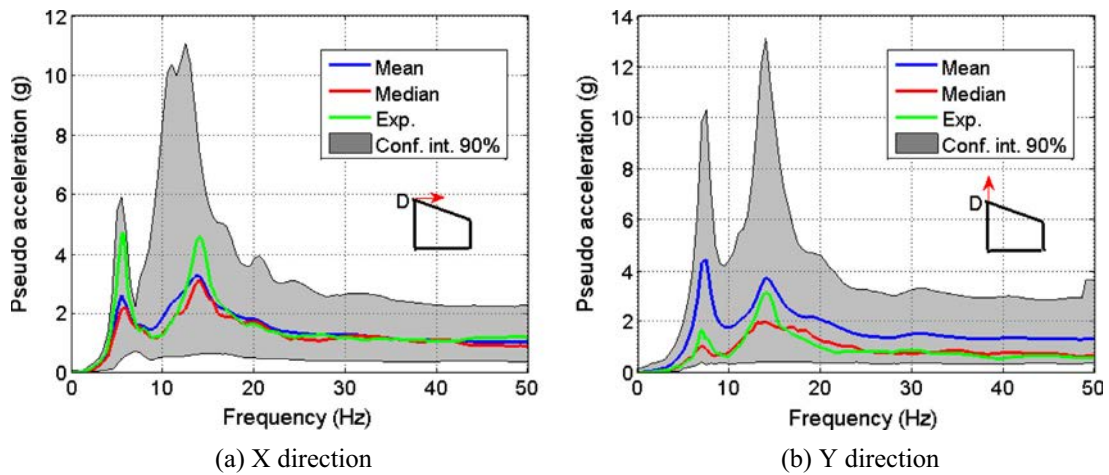 12
10
8
6
4
2
0
Pseudo acceleration (g)
Mean
Median
Exp.
Conf. int. 90%
D
0 10 20 30 40 50
Frequency (Hz)
(a) X direction
14
12
10
8
6
4
2
0
Pseudo acceleration (g)
Mean
Median
Exp.
Conf. int. 90%
D
0 10 20 30 40 50
Frequency (Hz)
(b) Y direction